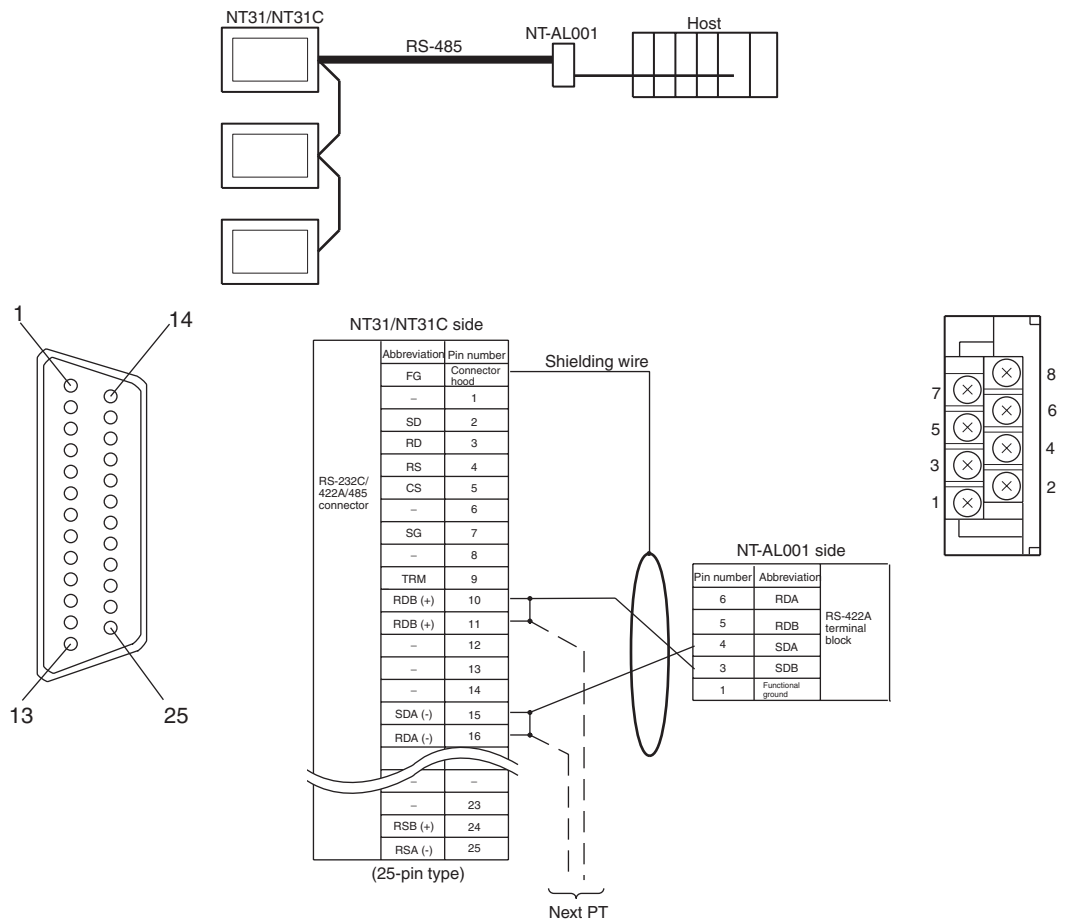 NT31/NT31C
RS-485
NT-AL001
Host
1
14
13
25
NT31/NT31C side
RS-232C/
422A/485
connector
Abbreviation Pin number
FG Connector
hood
– 1
SD 2
RD 3
RS 4
CS 5
– 6
SG 7
– 8
TRM 9
RDB (+) 10
RDB (+) 11
– 12
– 13
– 14
SDA (-) 15
RDA (-) 16
– –
– 23
RSB (+) 24
RSA (-) 25
(25-pin type)
Shielding wire
Next PT
NT-AL001 side
Pin number Abbreviation
6 RDA
5 RDB
4 SDA
3 SDB
1 Functional
ground
RS-422A
terminal
block
8
7
6
5
4
3
2
1